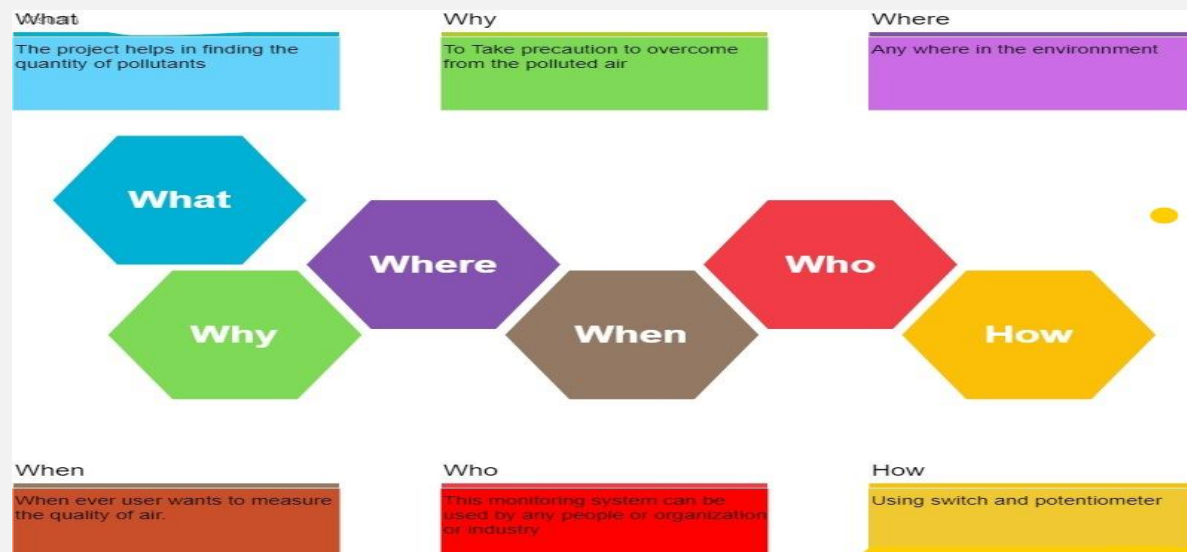 What
The project helps in finding the
quantity of pollutants
Why
To Take precaution to overcome
from the polluted air
Where
Any where in the environnment
What
Where
Who
Why
When
How
When
When ever user wants to measure
the quality of air.
Who
This monitoring system can be
used by any people or organization
or industry
How
Using switch and potentiometer